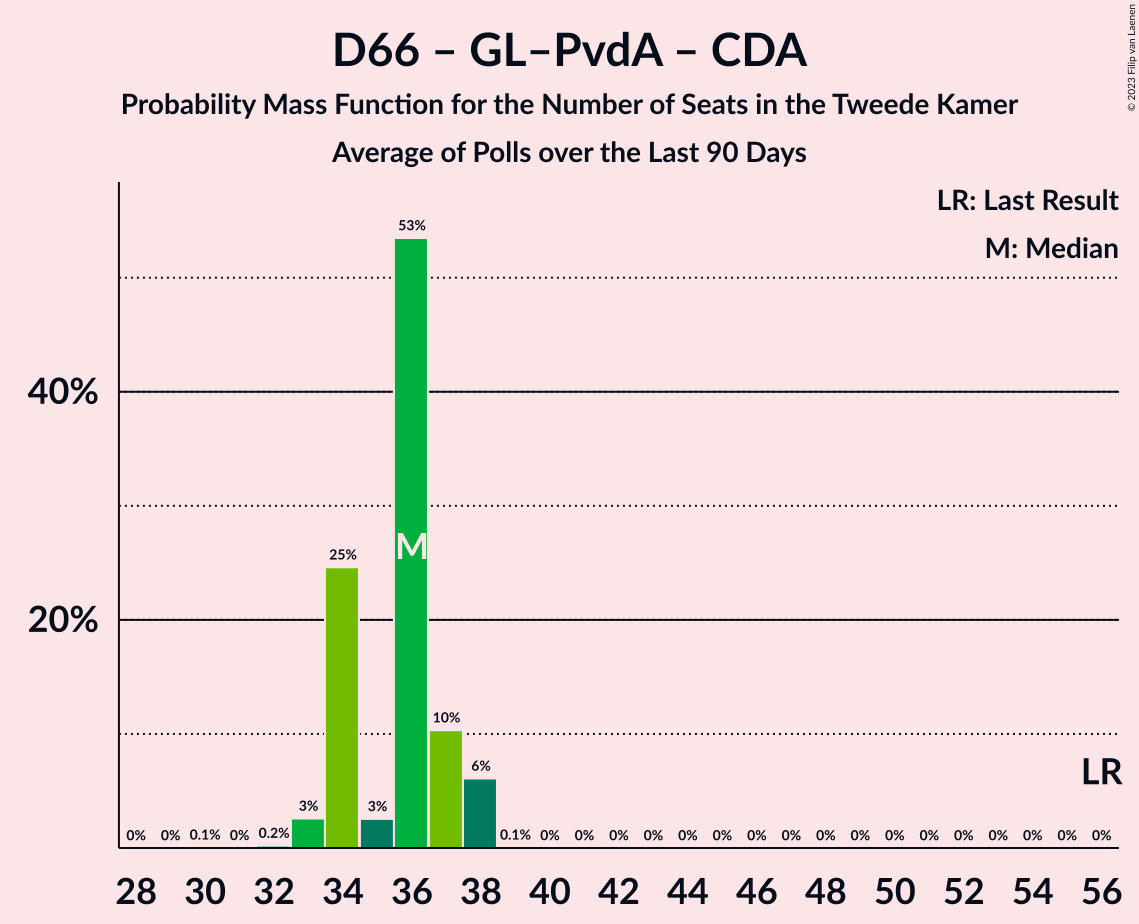 D66 – GL–PvdA – CDA
Probability Mass Function for the Number of Seats in the Tweede Kamer
Average of Polls over the Last 90 Days
© 2023 Filip van Laenen
LR: Last Result
M: Median
53%
40%
M
25%
20%
10%
6%
LR
3%
3%
0% 0% 0.1% 0% 0.2% 0.1% 0% 0% 0% 0% 0% 0% 0% 0% 0% 0% 0% 0% 0% 0% 0% 0% 0%
28 30 32 34 36 38 40 42 44 46 48 50 52 54 56